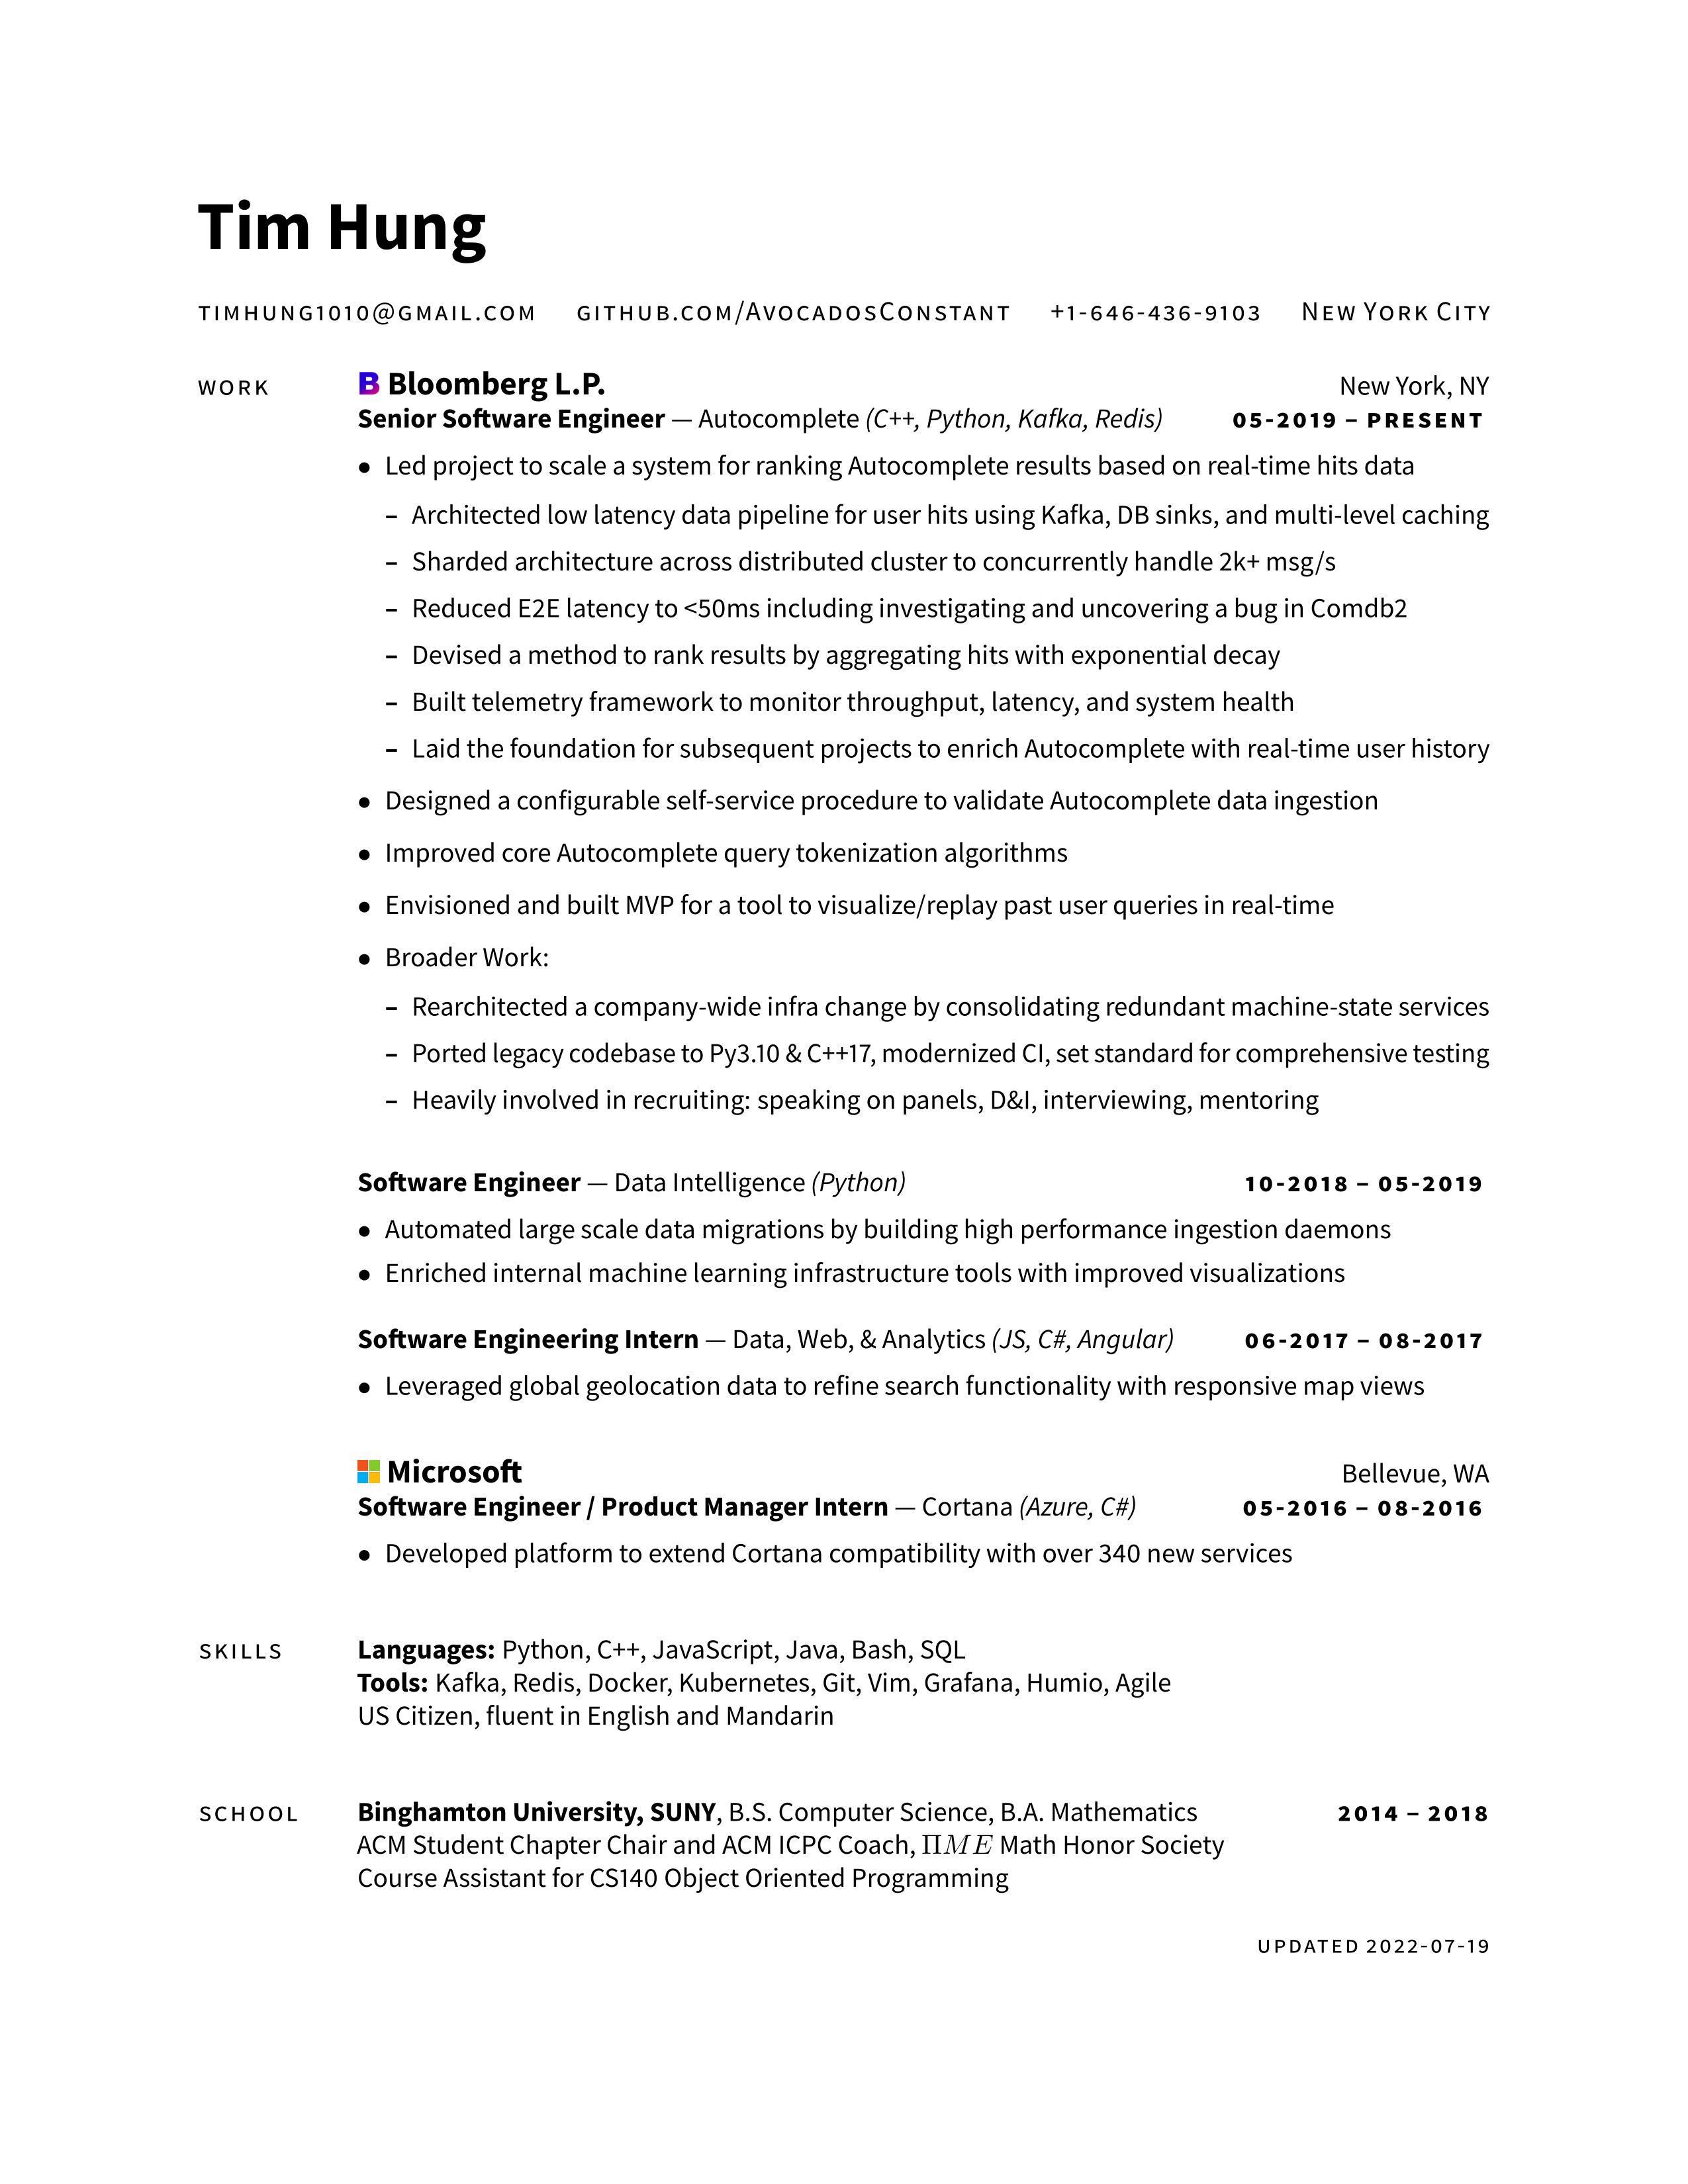 Tim Hung
TIMHUNG1010@GMAIL.COM GITHUB.COM/AVOCADOSCONSTANT +1-646-436-9103 NEW YORK CITY
WORK
B Bloomberg L.P. New York, NY
Senior Software Engineer — Autocomplete (C++, Python, Kafka, Redis) 05-2019 – PRESENT
• Led project to scale a system for ranking Autocomplete results based on real-time hits data
– Architected low latency data pipeline for user hits using Kafka, DB sinks, and multi-level caching
– Sharded architecture across distributed cluster to concurrently handle 2k+ msg/s
– Reduced E2E latency to <50ms including investigating and uncovering a bug in Comdb2
– Devised a method to rank results by aggregating hits with exponential decay
– Built telemetry framework to monitor throughput, latency, and system health
– Laid the foundation for subsequent projects to enrich Autocomplete with real-time user history
• Designed a configurable self-service procedure to validate Autocomplete data ingestion
• Improved core Autocomplete query tokenization algorithms
• Envisioned and built MVP for a tool to visualize/replay past user queries in real-time
• Broader Work:
– Rearchitected a company-wide infra change by consolidating redundant machine-state services
– Ported legacy codebase to Py3.10 & C++17, modernized CI, set standard for comprehensive testing
– Heavily involved in recruiting: speaking on panels, D&I, interviewing, mentoring
Software Engineer — Data Intelligence (Python) 10-2018 – 05-2019
• Automated large scale data migrations by building high performance ingestion daemons
• Enriched internal machine learning infrastructure tools with improved visualizations
Software Engineering Intern — Data, Web, & Analytics (JS, C#, Angular) 06-2017 – 08-2017
• Leveraged global geolocation data to refine search functionality with responsive map views
Microsoft Bellevue, WA
Software Engineer / Product Manager Intern — Cortana (Azure, C#) 05-2016 – 08-2016
• Developed platform to extend Cortana compatibility with over 340 new services
SKILLS
Languages: Python, C++, JavaScript, Java, Bash, SQL
Tools: Kafka, Redis, Docker, Kubernetes, Git, Vim, Grafana, Humio, Agile
US Citizen, fluent in English and Mandarin
SCHOOL
Binghamton University, SUNY, B.S. Computer Science, B.A. Mathematics 2014 – 2018
ACM Student Chapter Chair and ACM ICPC Coach, ΠME Math Honor Society
Course Assistant for CS140 Object Oriented Programming
UPDATED 2022-07-19